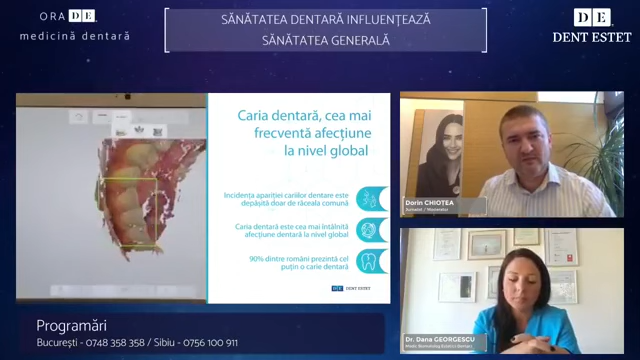 ORA D E
medicină dentară
SĂNĂTATEA DENTARĂ INFLUENȚEAZĂ
SĂNĂTATEA GENERALĂ
D E
DENT ESTET
Caria dentară, cea mai
frecventă afecțiune
la nivel global
Incidența apariției cariilor dentare este
depășită doar de răceala comună
Caria dentară este cea mai întâlnită
afecțiune dentară la nivel global
90% dintre români prezintă cel
puțin o carie dentară
D E DENT ESTET
Dorin CHIOȚEA
Dr. Dana GEORGESCU
Programări
București - 0748 358 358 / Sibiu - 0756 100 911